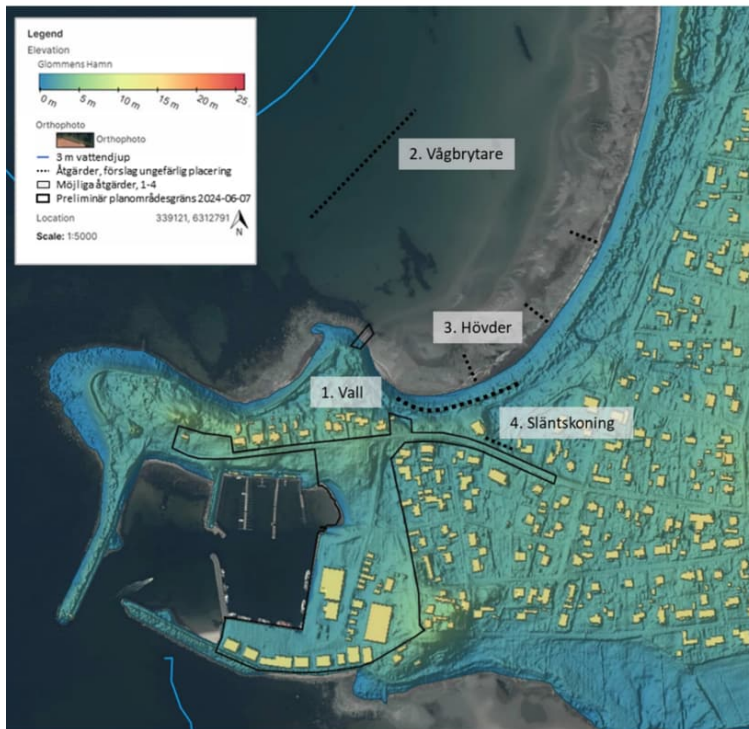 Legend
Elevation
Glommens Hamn
0 m 5 m 10 m 15 m 20 m 25
Orthophoto
Orthophoto
3 m vattendjup
Åtgärder, förslag ungefärlig placering
Möjliga åtgärder, 1-4
Preliminär planområdesgräns 2024-06-07
Location 339121, 6312791
N
Scale: 1:5000
2. Vågbrytare
3. Hövder
1. Vall
4. Släntskoning